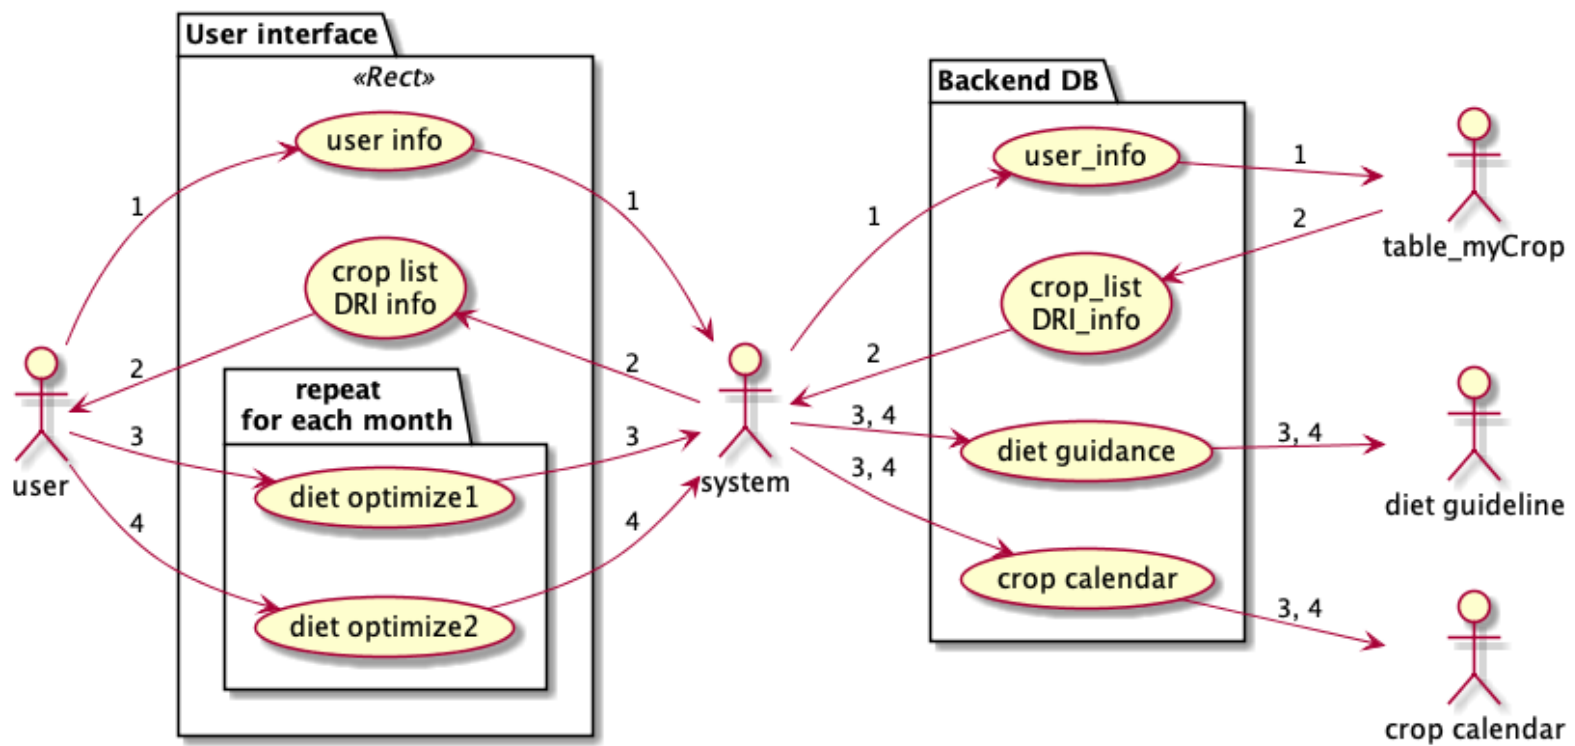 User interface
«Rect»
user info
1
1
crop list
DRI info
2
2
repeat
for each month
3
3
diet optimize1
4
4
diet optimize2
user
system
Backend DB
user_info
1
1
crop_list
DRI_info
2
2
3, 4
diet guidance
3, 4
3, 4
crop calendar
3, 4
table_myCrop
diet guideline
crop calendar